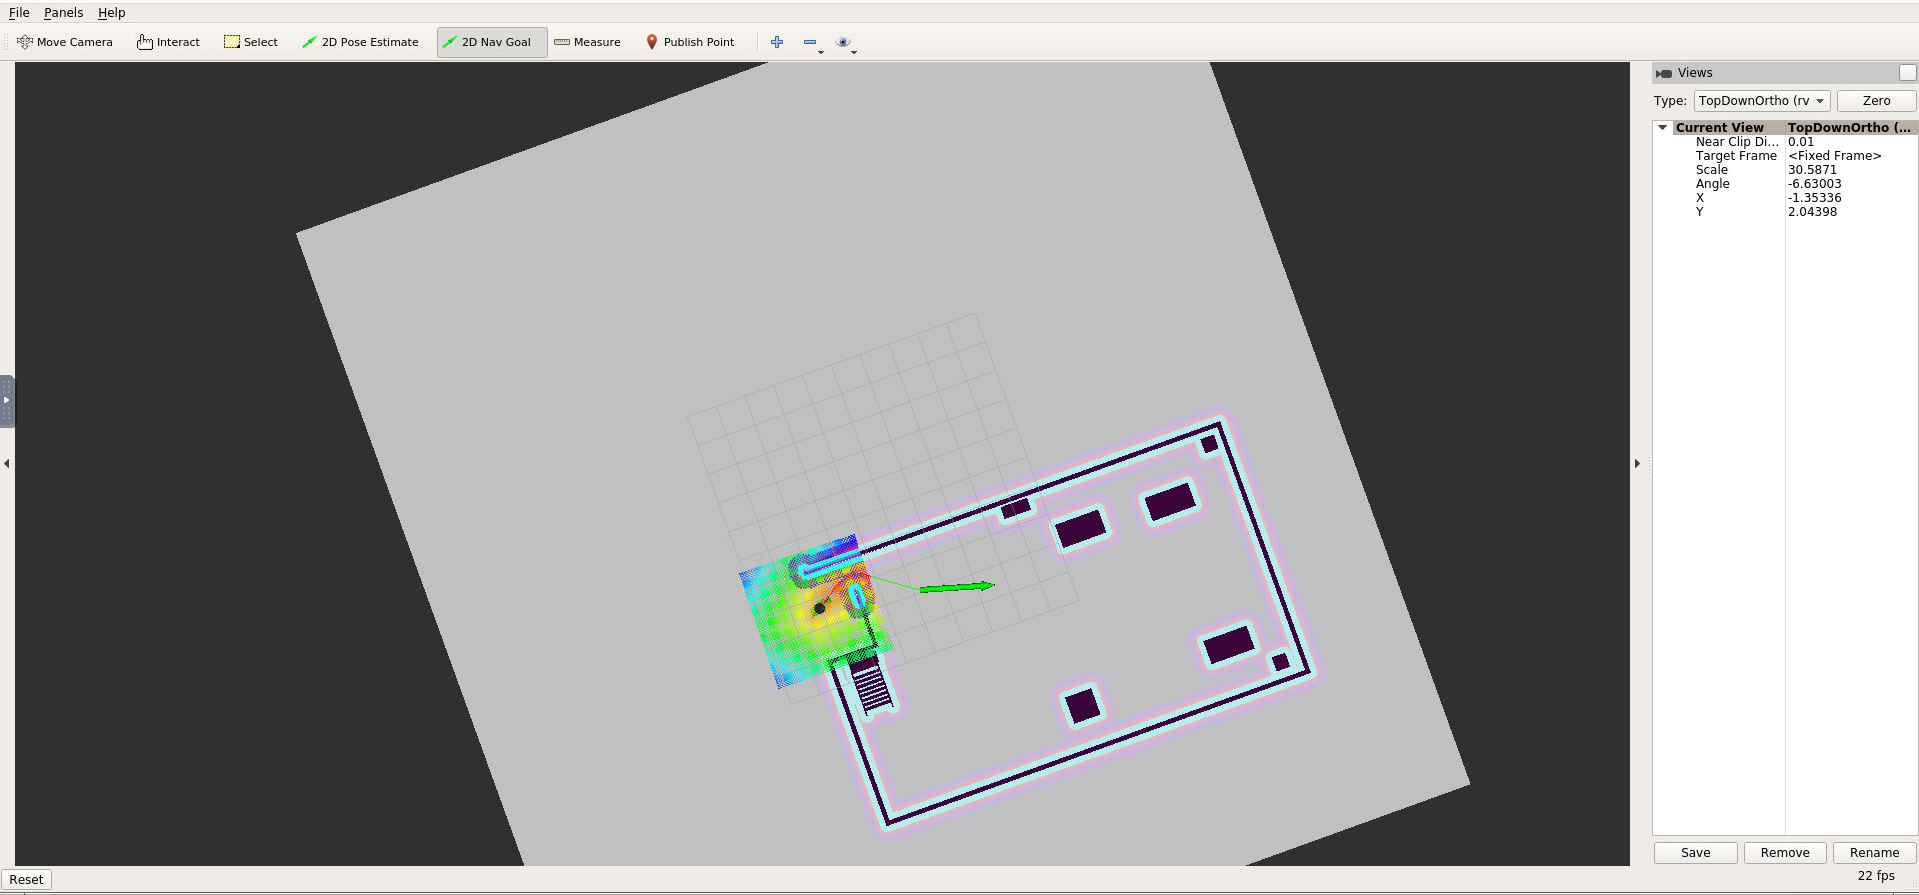 File Panels Help
Move Camera Interact Select 2D Pose Estimate 2D Nav Goal Measure Publish Point
Views
Type: TopDownOrtho (rv Zero
Current View TopDownOrtho (...
Near Clip Di... 0.01
Target Frame <Fixed Frame>
Scale 30.5871
Angle -6.63003
X -1.35336
Y 2.04398
Save Remove Rename
Reset 22 fps